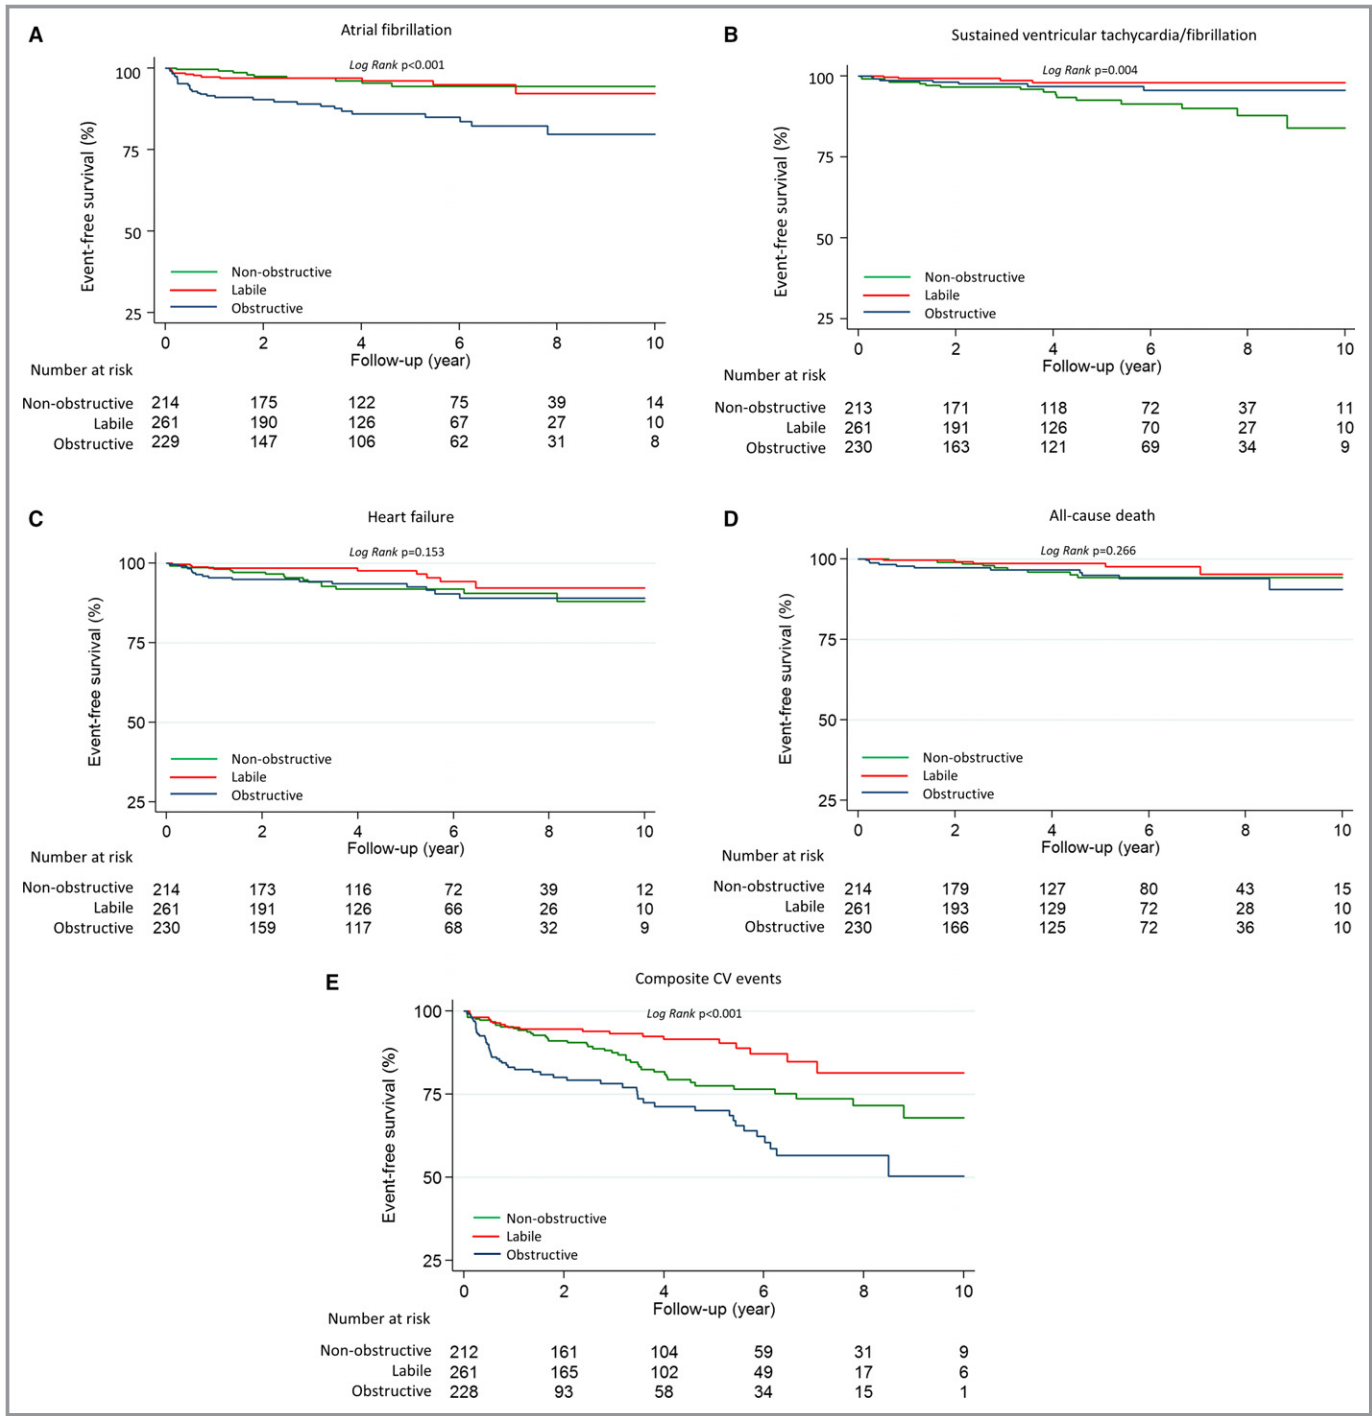 A
Atrial fibrillation
Log Rank p<0.001
Event-free survival (%)
100
75
50
25
Non-obstructive
Labile
Obstructive
0 2 4 6 8 10
Follow-up (year)
Number at risk
Non-obstructive 214 175 122 75 39 14
Labile 261 190 126 67 27 10
Obstructive 229 147 106 62 31 8
B
Sustained ventricular tachycardia/fibrillation
Log Rank p=0.004
Event-free survival (%)
100
75
50
25
Non-obstructive
Labile
Obstructive
0 2 4 6 8 10
Follow-up (year)
Number at risk
Non-obstructive 213 171 118 72 37 11
Labile 261 191 126 70 27 10
Obstructive 230 163 121 69 34 9
C
Heart failure
Log Rank p=0.153
Event-free survival (%)
100
75
50
25
Non-obstructive
Labile
Obstructive
0 2 4 6 8 10
Follow-up (year)
Number at risk
Non-obstructive 214 173 116 72 39 12
Labile 261 191 126 66 26 10
Obstructive 230 159 117 68 32 9
D
All-cause death
Log Rank p=0.266
Event-free survival (%)
100
75
50
25
Non-obstructive
Labile
Obstructive
0 2 4 6 8 10
Follow-up (year)
Number at risk
Non-obstructive 214 179 127 80 43 15
Labile 261 193 129 72 28 10
Obstructive 230 166 125 72 36 10
E
Composite CV events
Log Rank p<0.001
Event-free survival (%)
100
75
50
25
Non-obstructive
Labile
Obstructive
0 2 4 6 8 10
Follow-up (year)
Number at risk
Non-obstructive 212 161 104 59 31 9
Labile 261 165 102 49 17 6
Obstructive 228 93 58 34 15 1